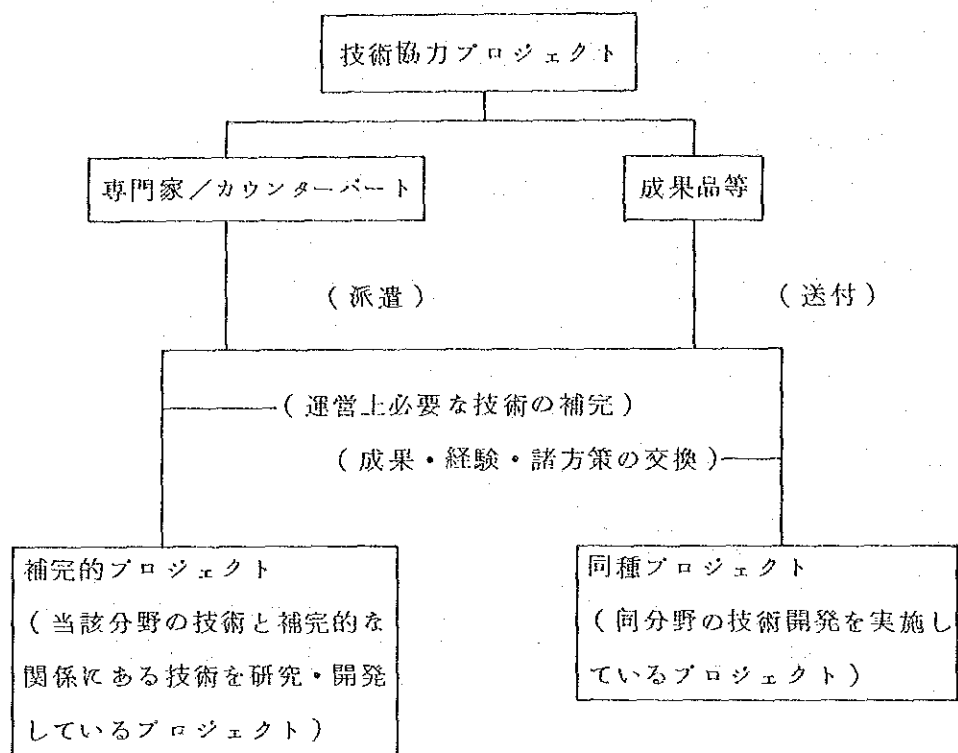 技術協力プロジェクト
専門家/カウンターパート
成果品等
(派遣)
(送付)
(運営上必要な技術の補完)
(成果・経験・諸方策の交換)
補完的プロジェクト
(当該分野の技術と補完的な
関係にある技術を研究・開発
しているプロジェクト)
同種プロジェクト
(同分野の技術開発を実施し
ているプロジェクト)